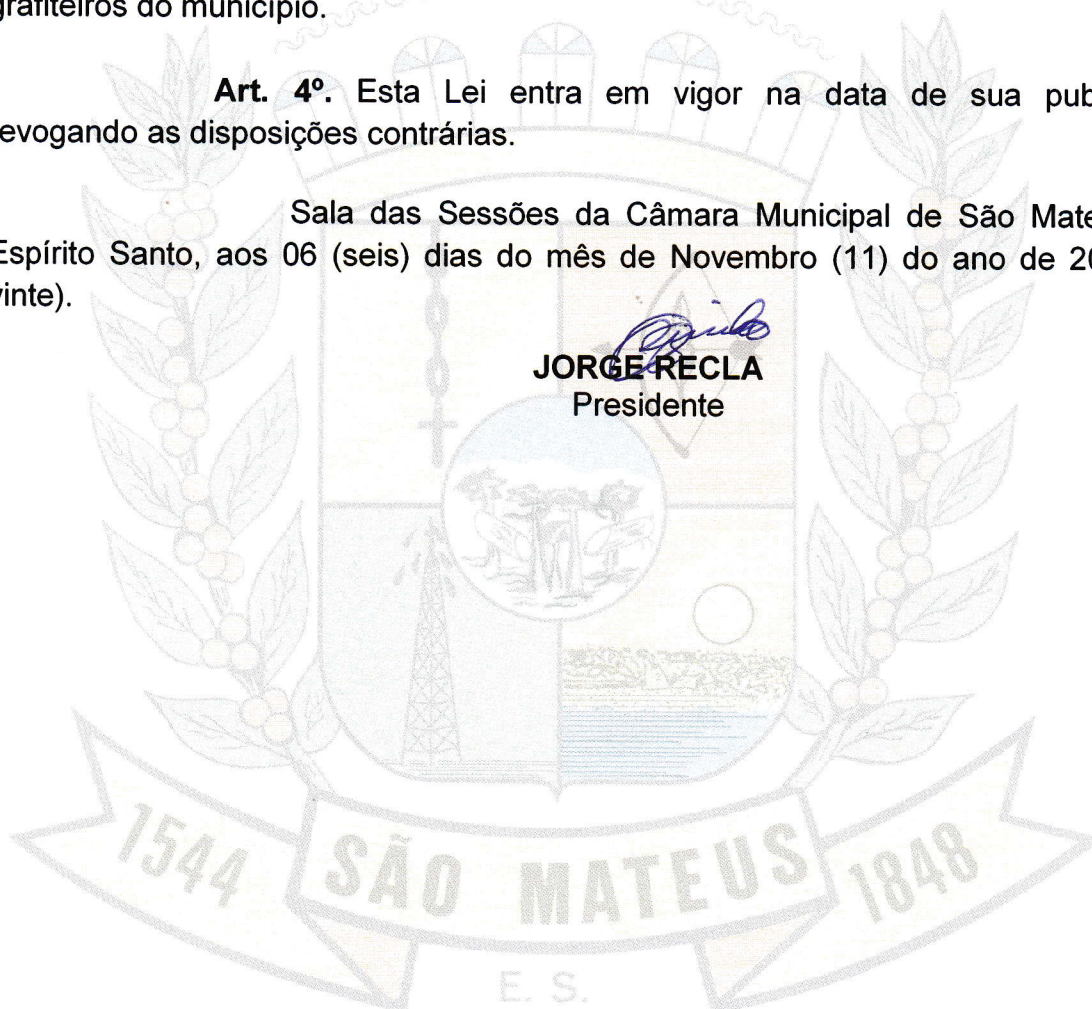 grafiteiros do município.
Art. 4º. Esta Lei entra em vigor na data de sua pub
evogando as disposições contrárias.
Sala das Sessões da Câmara Municipal de São Mate
Espírito Santo, aos 06 (seis) dias do mês de Novembro (11) do ano de 20
vinte).
JORGE RECLA
Presidente
1544 SÃO MATEUS 1848
E. S.